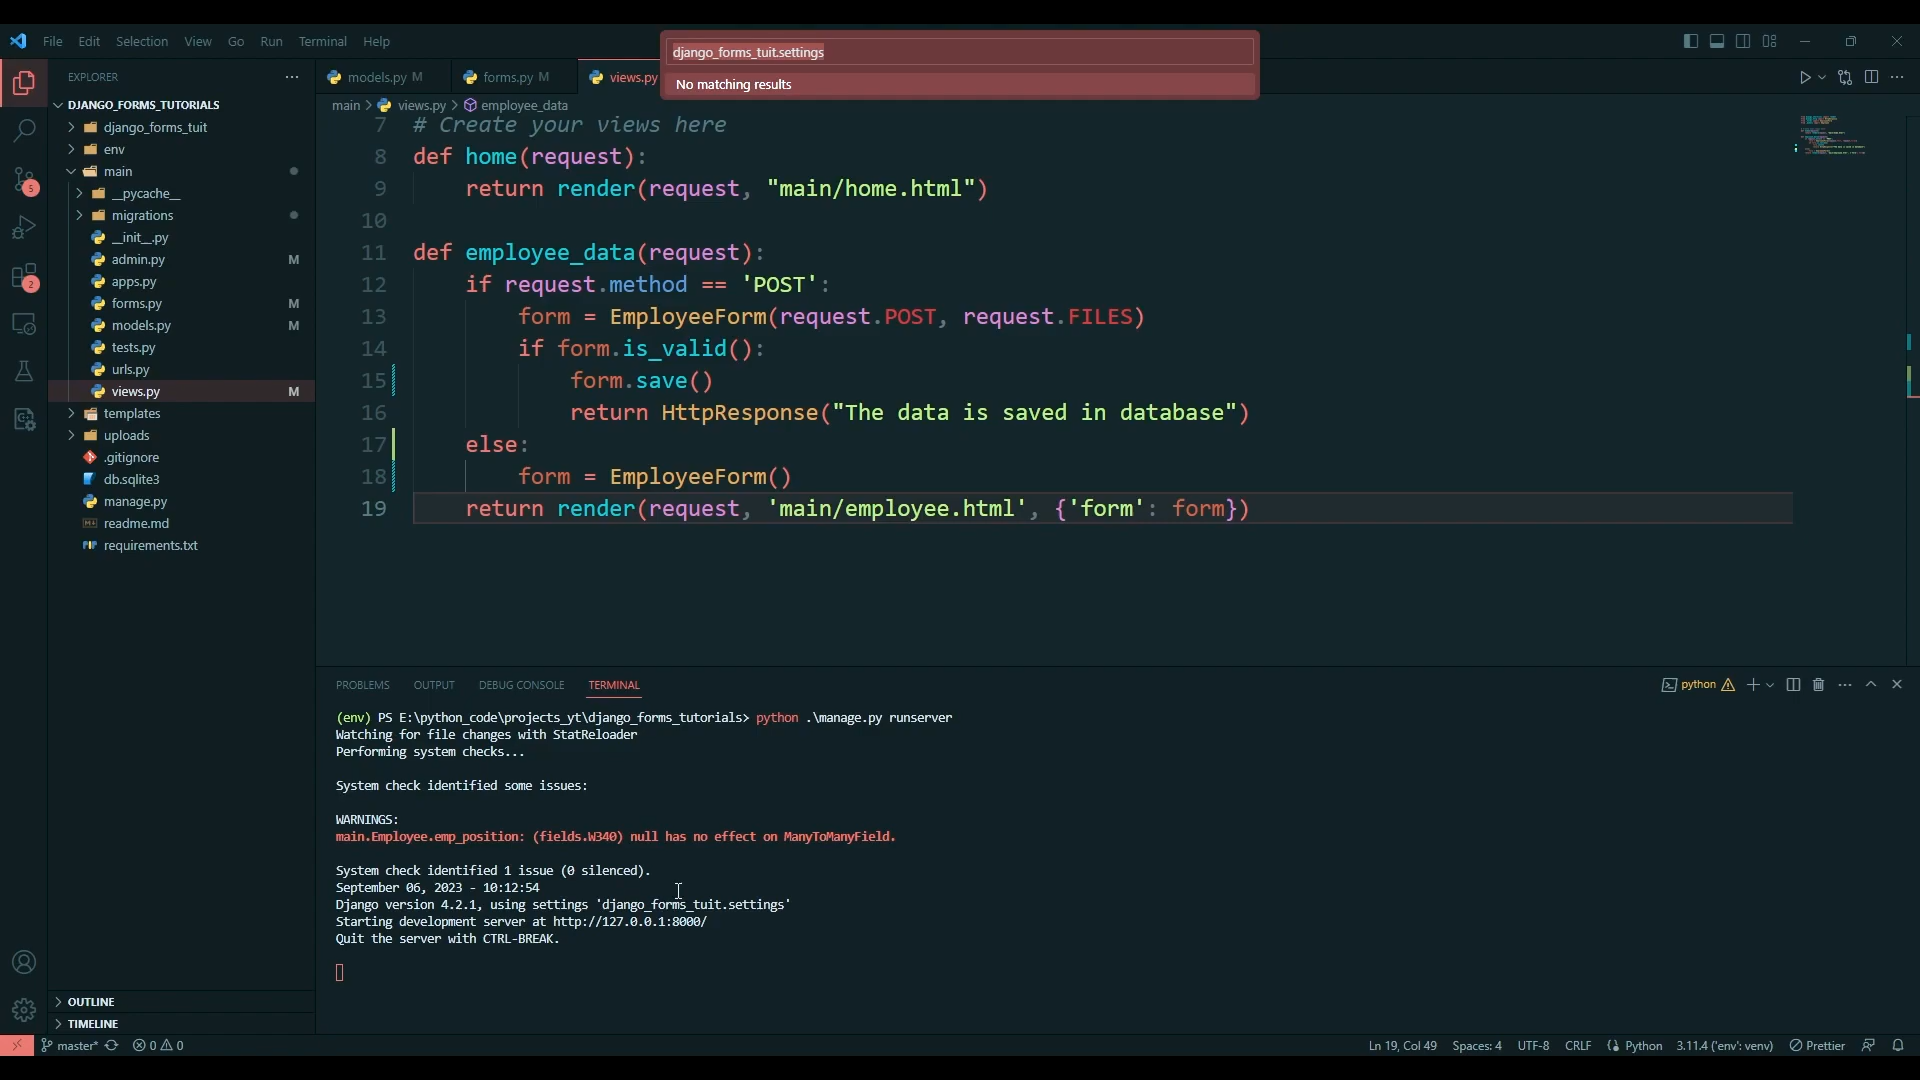 File Edit Selection View Go Run Terminal Help
django_forms_tuit.settings
No matching results
EXPLORER
DJANGO_FORMS_TUTORIALS
django_forms_tuit
env
main
__pycache__
migrations
__init__.py
admin.py M
apps.py
forms.py M
models.py M
tests.py
urls.py
views.py M
templates
uploads
.gitignore
db.sqlite3
manage.py
readme.md
requirements.txt
OUTLINE
TIMELINE
5
2
models.py M forms.py M views.py
main > views.py > employee_data
7 # Create your views here
8 def home(request):
9 return render(request, "main/home.html")
10
11 def employee_data(request):
12 if request.method == 'POST':
13 form = EmployeeForm(request.POST, request.FILES)
14 if form.is_valid():
15 form.save()
16 return HttpResponse("The data is saved in database")
17 else:
18 form = EmployeeForm()
19 return render(request, 'main/employee.html', {'form': form})
PROBLEMS OUTPUT DEBUG CONSOLE TERMINAL
python
(env) PS E:\python_code\projects_yt\django_forms_tutorials> python .\manage.py runserver
Watching for file changes with StatReloader
Performing system checks...
System check identified some issues:
WARNINGS:
main.Employee.emp_position: (fields.W340) null has no effect on ManyToManyField.
System check identified 1 issue (0 silenced).
September 06, 2023 - 10:12:54
Django version 4.2.1, using settings 'django_forms_tuit.settings'
Starting development server at http://127.0.0.1:8000/
Quit the server with CTRL-BREAK.
master* 0 0
Ln 19, Col 49 Spaces: 4 UTF-8 CRLF Python 3.11.4 ('env': venv) Prettier